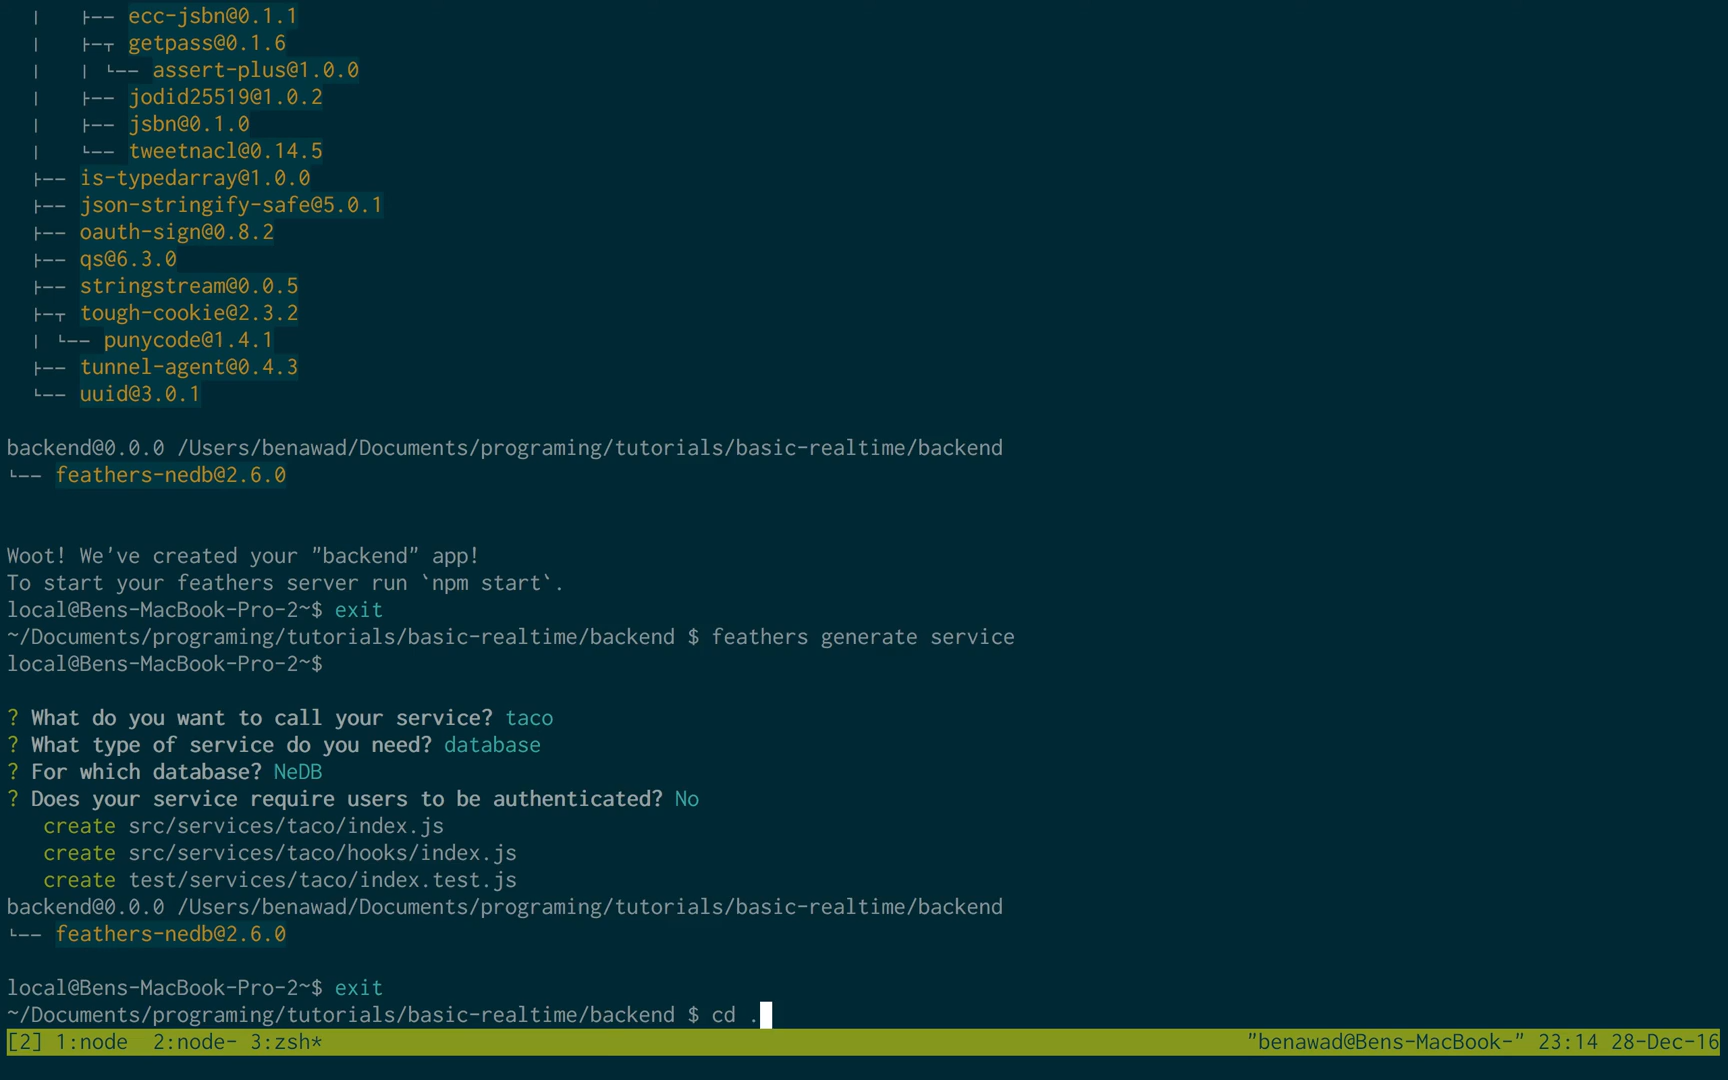 |   ├── ecc-jsbn@0.1.1
|   ├─┬ getpass@0.1.6
|   | └── assert-plus@1.0.0
|   ├── jodid25519@1.0.2
|   ├── jsbn@0.1.0
|   └── tweetnacl@0.14.5
├── is-typedarray@1.0.0
├── json-stringify-safe@5.0.1
├── oauth-sign@0.8.2
├── qs@6.3.0
├── stringstream@0.0.5
├─┬ tough-cookie@2.3.2
| └── punycode@1.4.1
├── tunnel-agent@0.4.3
└── uuid@3.0.1
backend@0.0.0 /Users/benawad/Documents/programing/tutorials/basic-realtime/backend
└── feathers-nedb@2.6.0
Woot! We've created your "backend" app!
To start your feathers server run `npm start`.
local@Bens-MacBook-Pro-2~$ exit
~/Documents/programing/tutorials/basic-realtime/backend $ feathers generate service
local@Bens-MacBook-Pro-2~$
? What do you want to call your service? taco
? What type of service do you need? database
? For which database? NeDB
? Does your service require users to be authenticated? No
create src/services/taco/index.js
create src/services/taco/hooks/index.js
create test/services/taco/index.test.js
backend@0.0.0 /Users/benawad/Documents/programing/tutorials/basic-realtime/backend
└── feathers-nedb@2.6.0
local@Bens-MacBook-Pro-2~$ exit
~/Documents/programing/tutorials/basic-realtime/backend $ cd .
[2] 1:node  2:node- 3:zsh* "benawad@Bens-MacBook-" 23:14 28-Dec-16